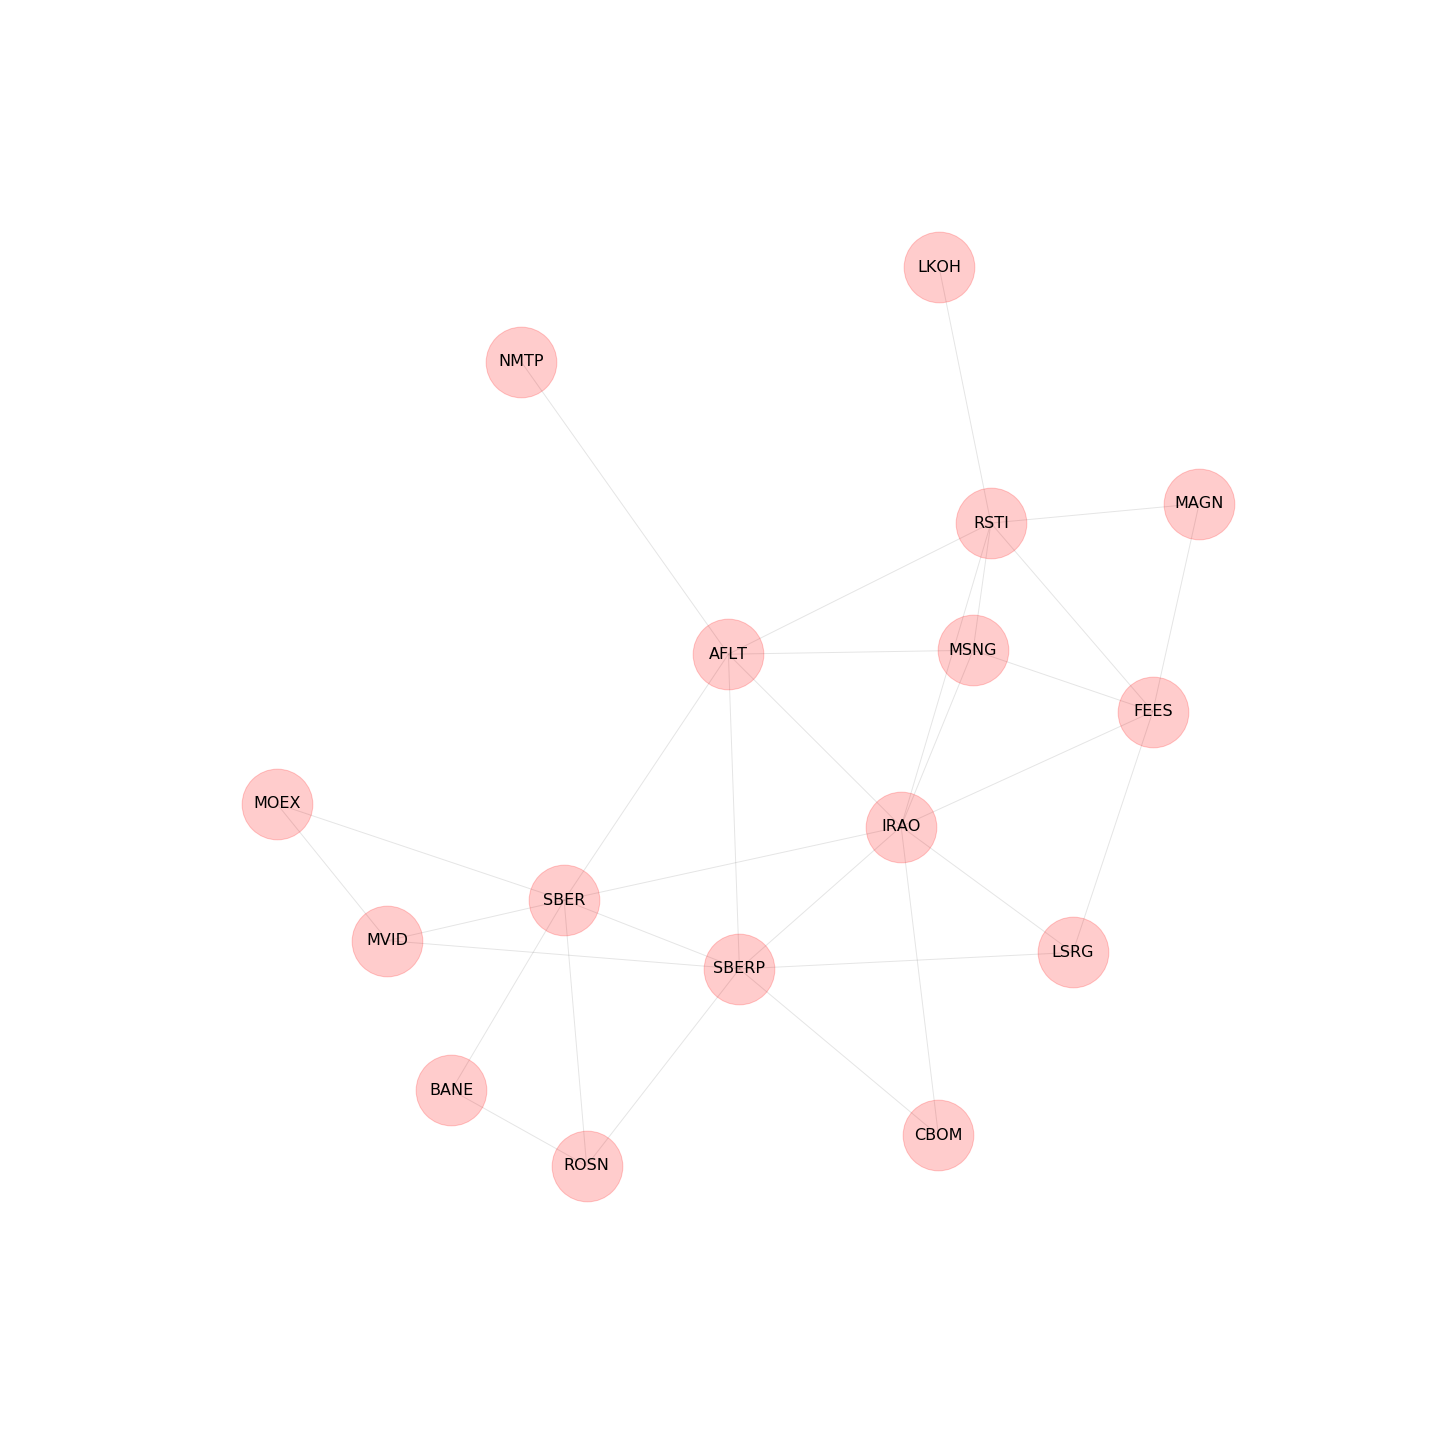 LKOH
NMTP
MAGN
RSTI
MSNG
AFLT
FEES
MOEX
IRAO
SBER
MVID
LSRG
SBERP
BANE
CBOM
ROSN